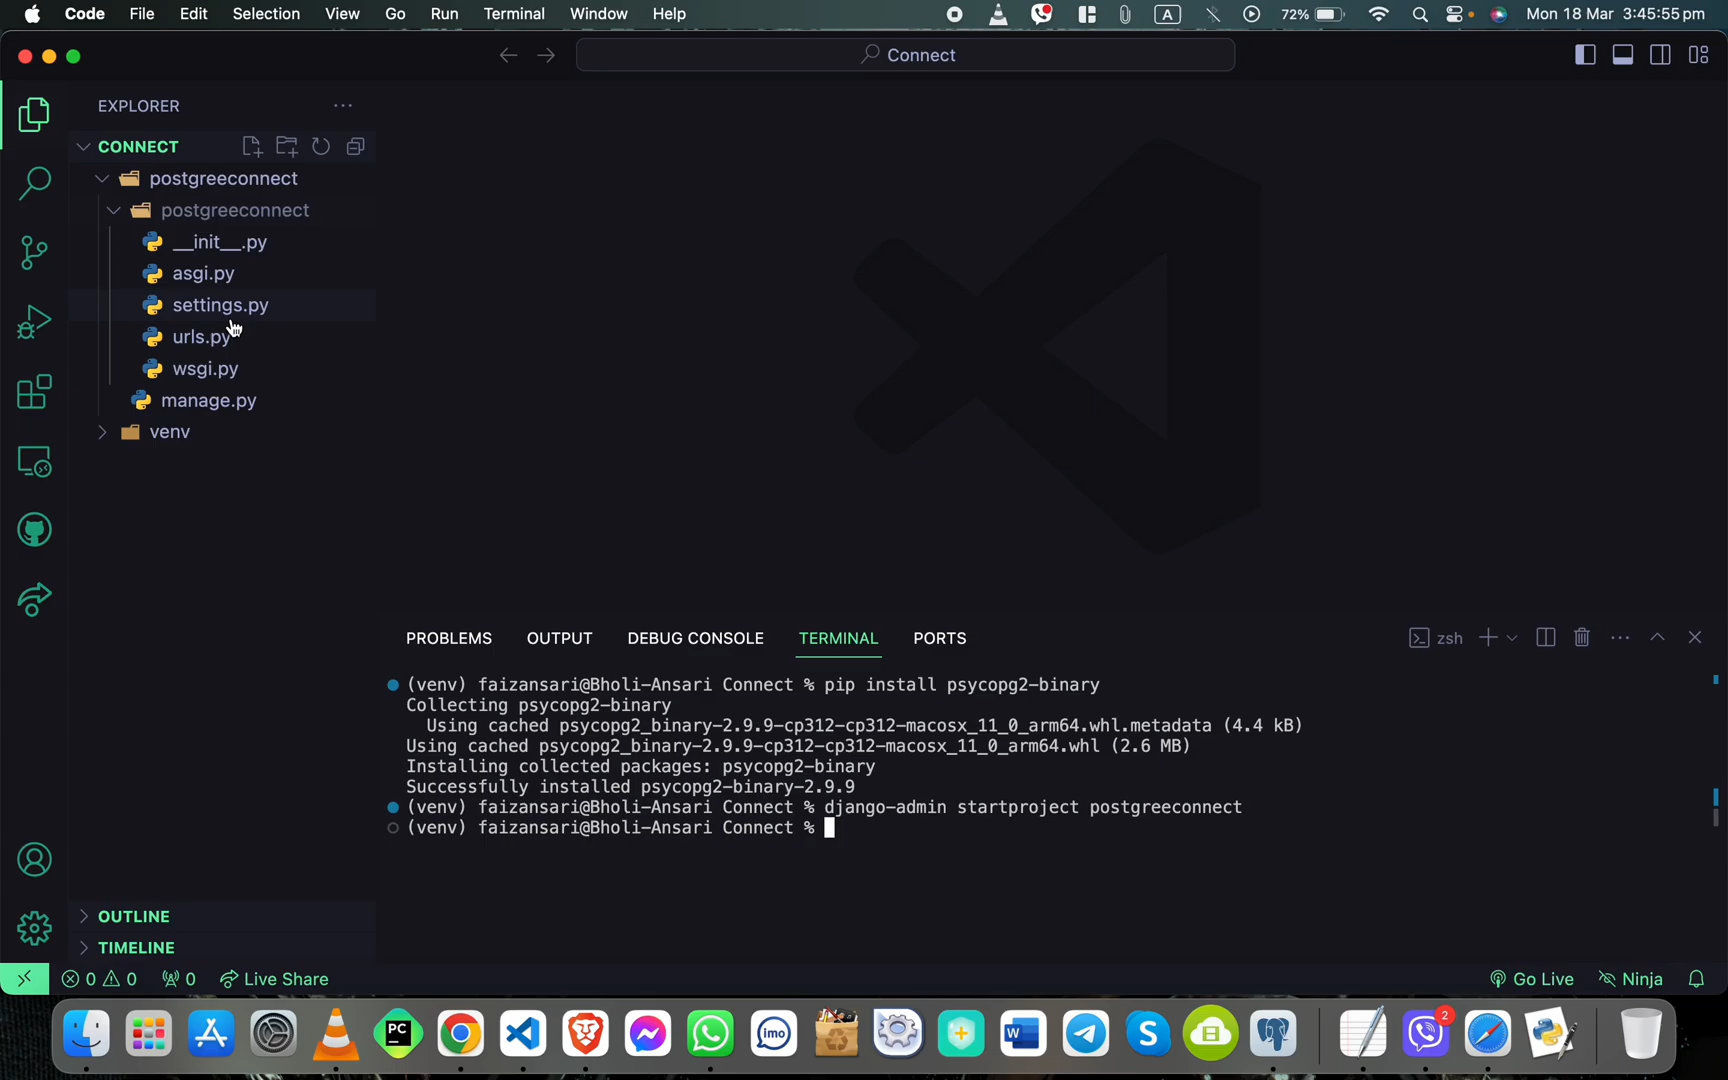 Code File Edit Selection View Go Run Terminal Window Help A 72% Mon 18 Mar 3:45:55 pm
Connect
EXPLORER
CONNECT
postgreeconnect
postgreeconnect
__init__.py
asgi.py
settings.py
urls.py
wsgi.py
manage.py
venv
PROBLEMS OUTPUT DEBUG CONSOLE TERMINAL PORTS zsh
(venv) faizansari@Bholi-Ansari Connect % pip install psycopg2-binary
Collecting psycopg2-binary
Using cached psycopg2_binary-2.9.9-cp312-cp312-macosx_11_0_arm64.whl.metadata (4.4 kB)
Using cached psycopg2_binary-2.9.9-cp312-cp312-macosx_11_0_arm64.whl (2.6 MB)
Installing collected packages: psycopg2-binary
Successfully installed psycopg2-binary-2.9.9
(venv) faizansari@Bholi-Ansari Connect % django-admin startproject postgreeconnect
(venv) faizansari@Bholi-Ansari Connect %
OUTLINE
TIMELINE
0 0 0 Live Share Go Live Ninja
PC imo W S 2